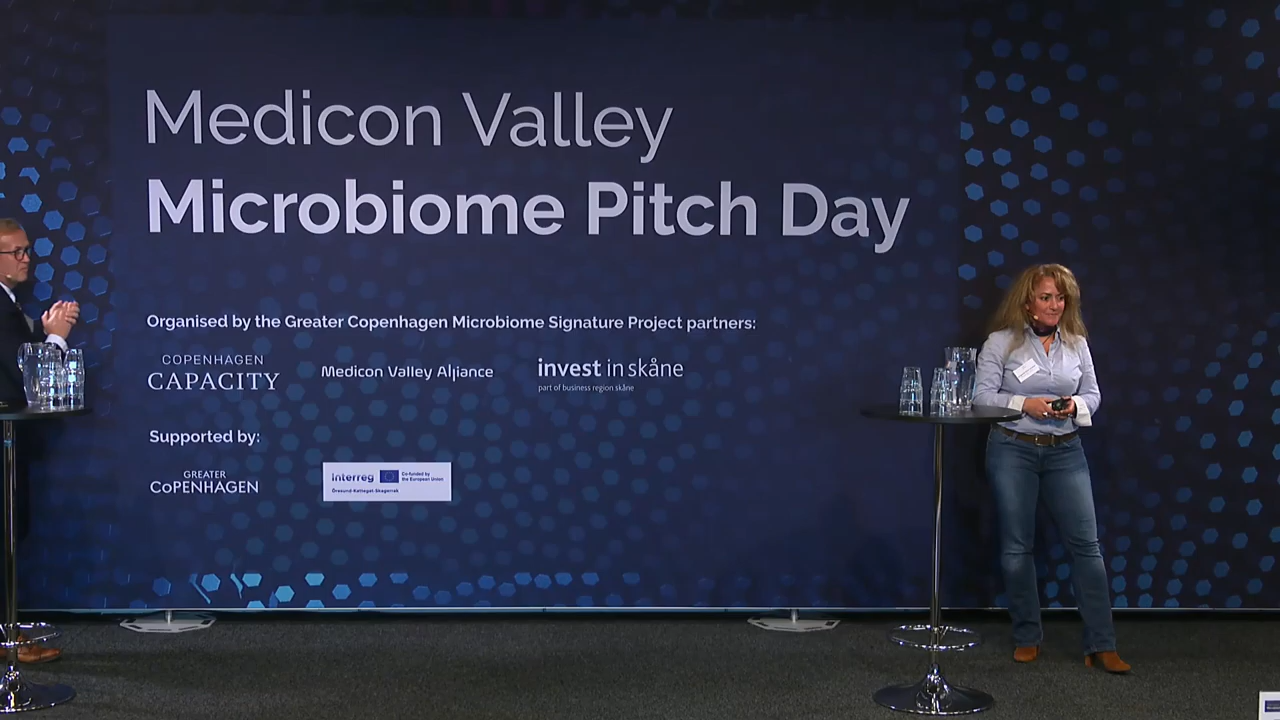 Medicon Valley
Microbiome Pitch Day
Organised by the Greater Copenhagen Microbiome Signature Project partners:
COPENHAGEN
CAPACITY
Medicon Valley Alliance
invest in skåne
part of business region skåne
Supported by:
GREATER
COPENHAGEN
Interreg
Co-funded by
the European Union
Öresund-Kattegat-Skagerrak